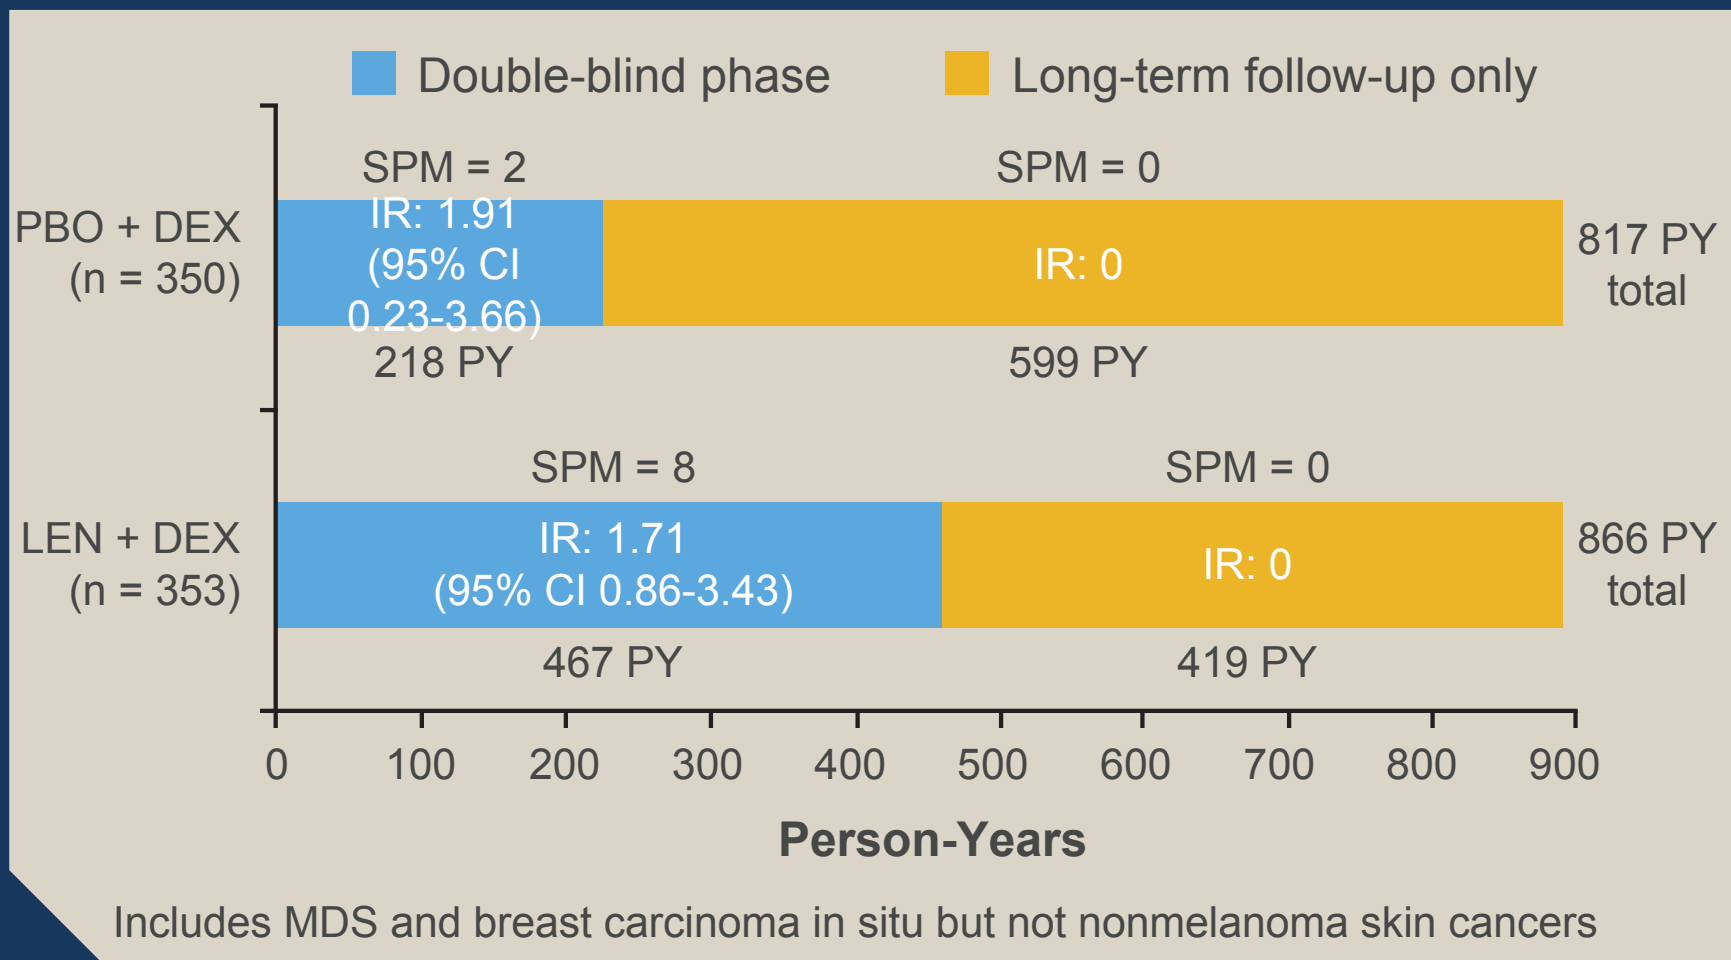 Double-blind phase
Long-term follow-up only
SPM = 2
SPM = 0
PBO + DEX
(n = 350)
IR: 1.91
(95% CI
0.23-3.66)
IR: 0
817 PY
total
218 PY
599 PY
SPM = 8
SPM = 0
LEN + DEX
(n = 353)
IR: 1.71
(95% CI 0.86-3.43)
IR: 0
866 PY
total
467 PY
419 PY
0 100 200 300 400 500 600 700 800 900
Person-Years
Includes MDS and breast carcinoma in situ but not nonmelanoma skin cancers